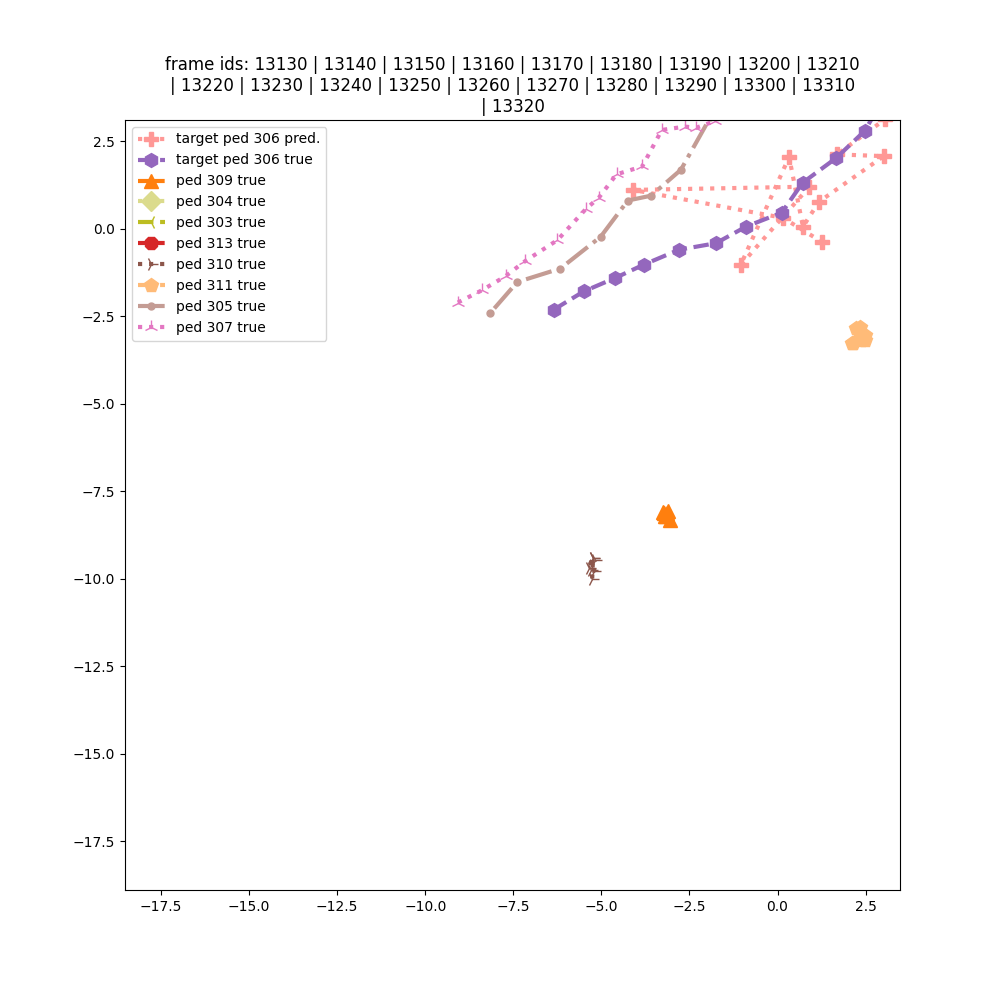 frame ids: 13130 | 13140 | 13150 | 13160 | 13170 | 13180 | 13190 | 13200 | 13210
| 13220 | 13230 | 13240 | 13250 | 13260 | 13270 | 13280 | 13290 | 13300 | 13310
| 13320
target ped 306 pred.
target ped 306 true
ped 309 true
ped 304 true
ped 303 true
ped 313 true
ped 310 true
ped 311 true
ped 305 true
ped 307 true
2.5
0.0
−2.5
−5.0
−7.5
−10.0
−12.5
−15.0
−17.5
−17.5 −15.0 −12.5 −10.0 −7.5 −5.0 −2.5 0.0 2.5